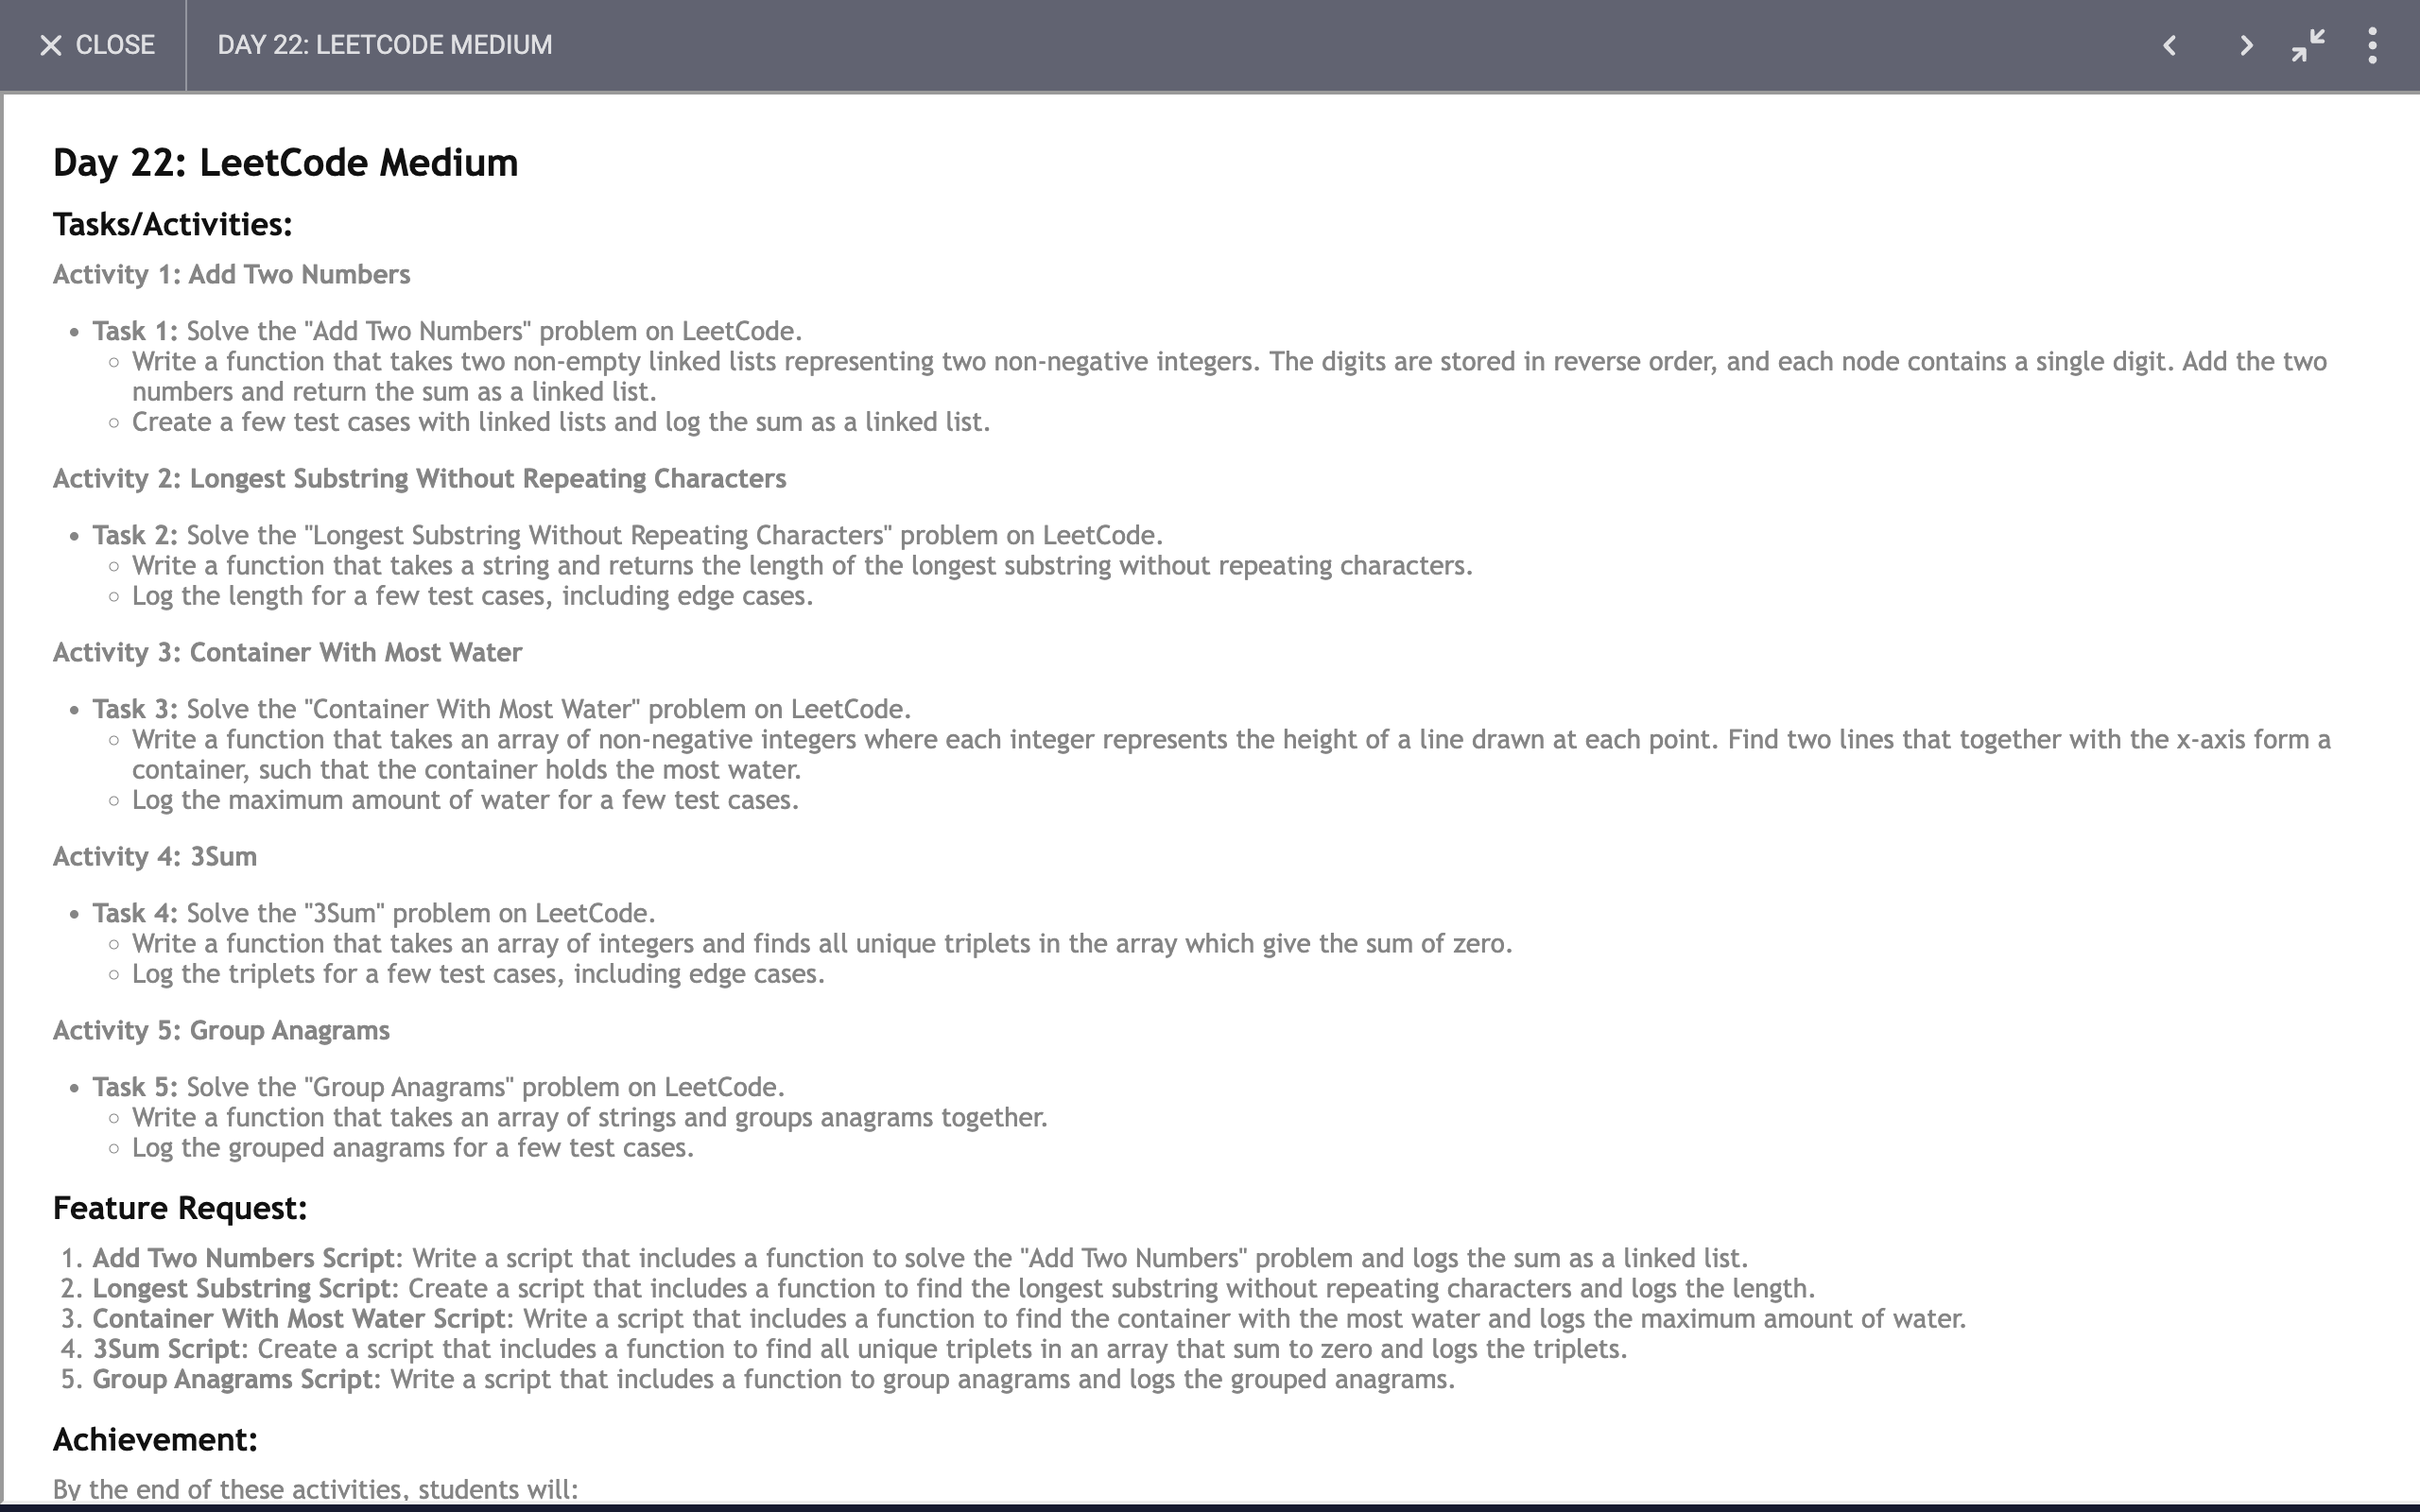 CLOSE
DAY 22: LEETCODE MEDIUM
Day 22: LeetCode Medium
Tasks/Activities:
Activity 1: Add Two Numbers
• Task 1: Solve the "Add Two Numbers" problem on LeetCode.
◦ Write a function that takes two non-empty linked lists representing two non-negative integers. The digits are stored in reverse order, and each node contains a single digit. Add the two
numbers and return the sum as a linked list.
◦ Create a few test cases with linked lists and log the sum as a linked list.
Activity 2: Longest Substring Without Repeating Characters
• Task 2: Solve the "Longest Substring Without Repeating Characters" problem on LeetCode.
◦ Write a function that takes a string and returns the length of the longest substring without repeating characters.
◦ Log the length for a few test cases, including edge cases.
Activity 3: Container With Most Water
• Task 3: Solve the "Container With Most Water" problem on LeetCode.
◦ Write a function that takes an array of non-negative integers where each integer represents the height of a line drawn at each point. Find two lines that together with the x-axis form a
container, such that the container holds the most water.
◦ Log the maximum amount of water for a few test cases.
Activity 4: 3Sum
• Task 4: Solve the "3Sum" problem on LeetCode.
◦ Write a function that takes an array of integers and finds all unique triplets in the array which give the sum of zero.
◦ Log the triplets for a few test cases, including edge cases.
Activity 5: Group Anagrams
• Task 5: Solve the "Group Anagrams" problem on LeetCode.
◦ Write a function that takes an array of strings and groups anagrams together.
◦ Log the grouped anagrams for a few test cases.
Feature Request:
1. Add Two Numbers Script: Write a script that includes a function to solve the "Add Two Numbers" problem and logs the sum as a linked list.
2. Longest Substring Script: Create a script that includes a function to find the longest substring without repeating characters and logs the length.
3. Container With Most Water Script: Write a script that includes a function to find the container with the most water and logs the maximum amount of water.
4. 3Sum Script: Create a script that includes a function to find all unique triplets in an array that sum to zero and logs the triplets.
5. Group Anagrams Script: Write a script that includes a function to group anagrams and logs the grouped anagrams.
Achievement:
By the end of these activities, students will: